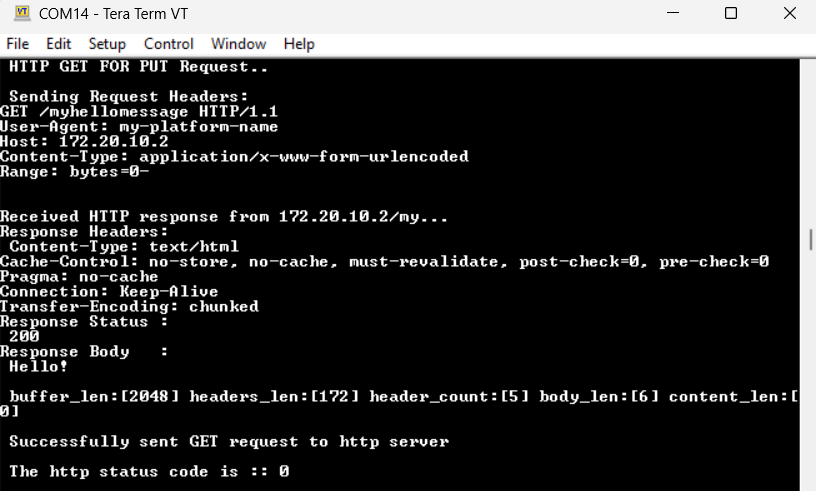 COM14 - Tera Term VT
File Edit Setup Control Window Help
HTTP GET FOR PUT Request..
Sending Request Headers:
GET /myhellomessage HTTP/1.1
User-Agent: my-platform-name
Host: 172.20.10.2
Content-Type: application/x-www-form-urlencoded
Range: bytes=0-
Received HTTP response from 172.20.10.2/my...
Response Headers:
Content-Type: text/html
Cache-Control: no-store, no-cache, must-revalidate, post-check=0, pre-check=0
Pragma: no-cache
Connection: Keep-Alive
Transfer-Encoding: chunked
Response Status :
200
Response Body   :
Hello!
buffer_len:[2048] headers_len:[172] header_count:[5] body_len:[6] content_len:[
0]
Successfully sent GET request to http server
The http status code is :: 0